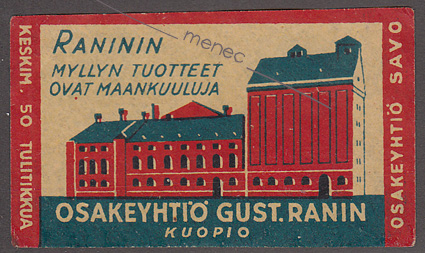 RANININ
MYLLYN TUOTTEET
OVAT MAANKUULUJA
menec
KESKIM. 50 TULITIKKUA
OSAKEYHTIÖ SAVO
OSAKEYHTIÖ GUST. RANIN
KUOPIO